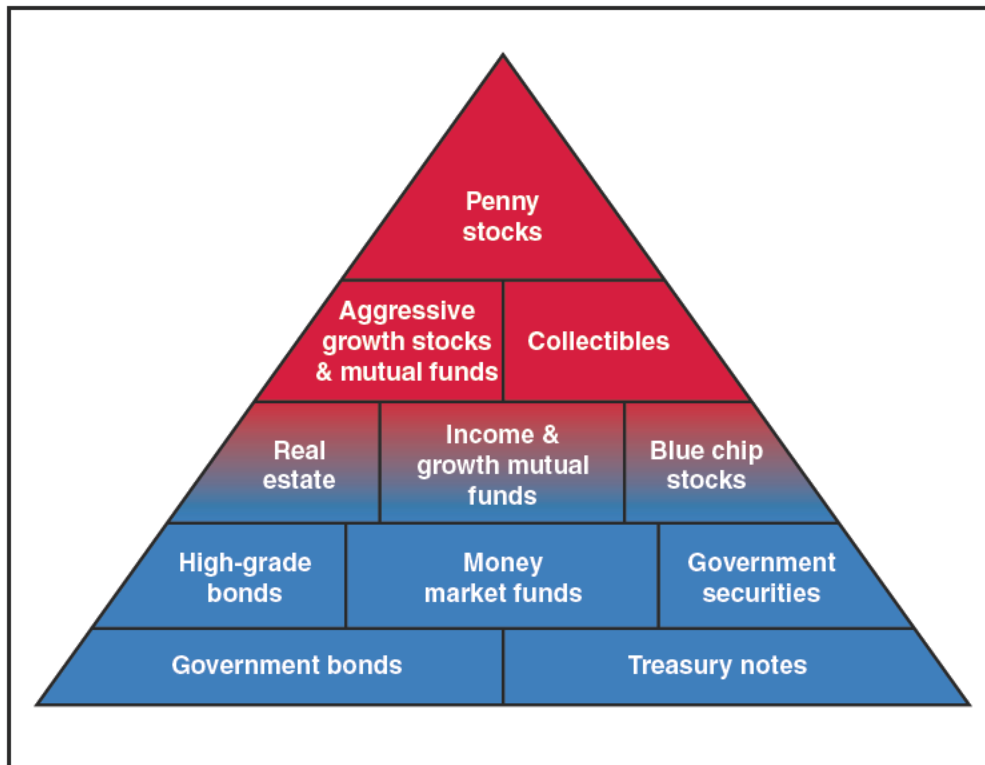 Penny
stocks
Aggressive
growth stocks
& mutual funds
Collectibles
Real
estate
Income &
growth mutual
funds
Blue chip
stocks
High-grade
bonds
Money
market funds
Government
securities
Government bonds
Treasury notes